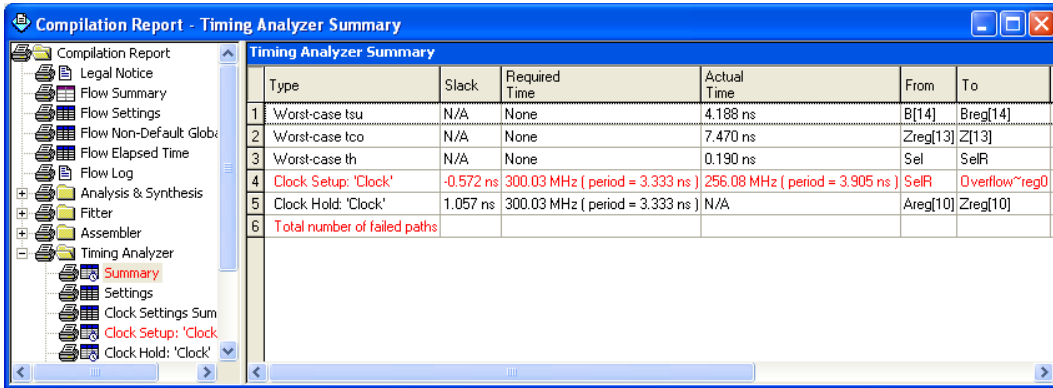 Compilation Report - Timing Analyzer Summary
Compilation Report
Legal Notice
Flow Summary
Flow Settings
Flow Non-Default Globa
Flow Elapsed Time
Flow Log
Analysis & Synthesis
Fitter
Assembler
Timing Analyzer
Summary
Settings
Clock Settings Sum
Clock Setup: 'Clock
Clock Hold: 'Clock'
Timing Analyzer Summary
Type Slack Required Time Actual Time From To
1 Worst-case tsu N/A None 4.188 ns B[14] Breg[14]
2 Worst-case tco N/A None 7.470 ns Zreg[13] Z[13]
3 Worst-case th N/A None 0.190 ns Sel SelR
4 Clock Setup: 'Clock' -0.572 ns 300.03 MHz ( period = 3.333 ns ) 256.08 MHz ( period = 3.905 ns ) SelR Overflow~reg0
5 Clock Hold: 'Clock' 1.057 ns 300.03 MHz ( period = 3.333 ns ) N/A Areg[10] Zreg[10]
6 Total number of failed paths